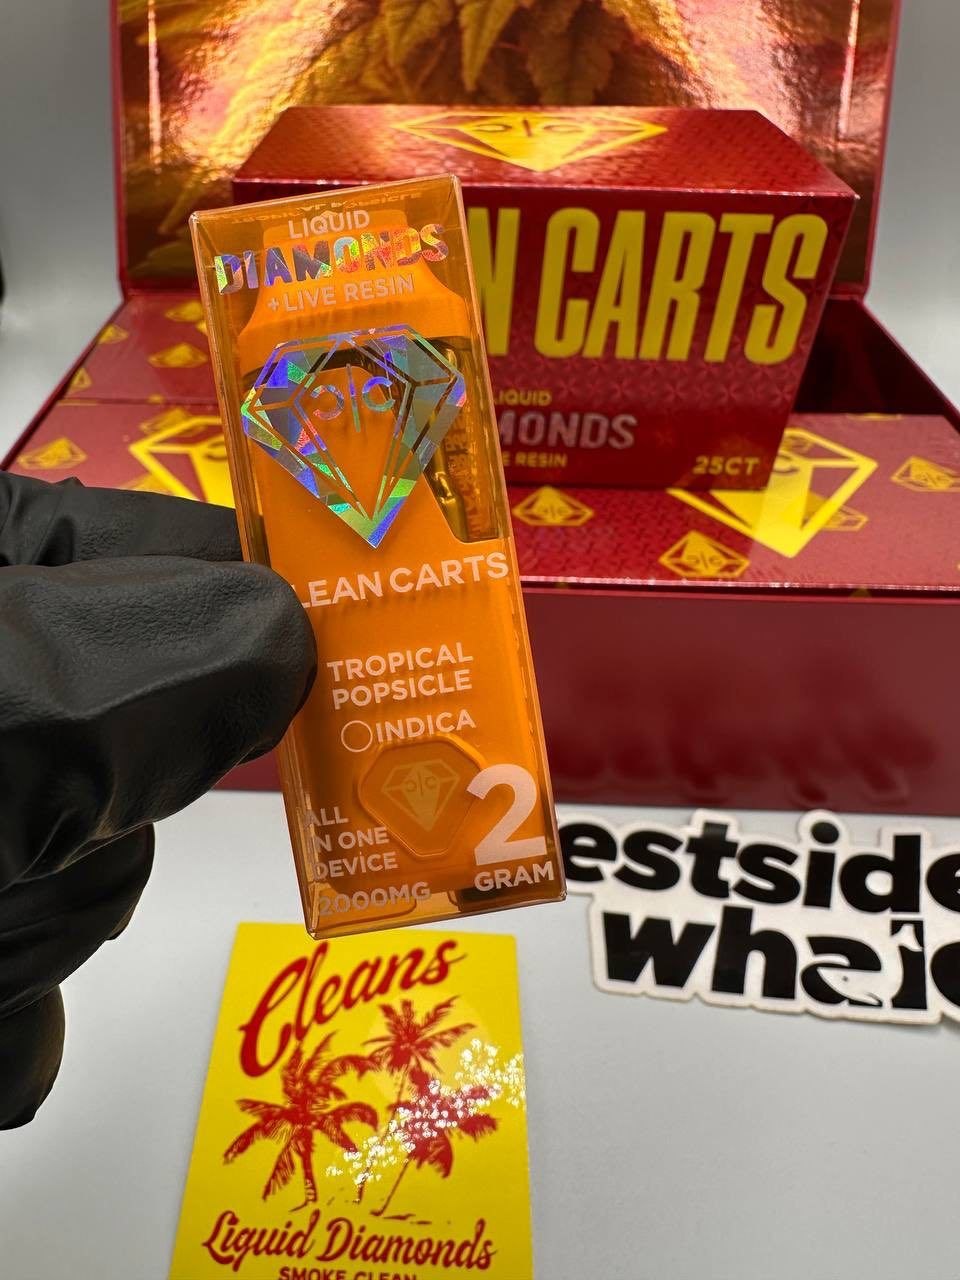 LIQUID
DIAMONDS
+ LIVE RESIN
LEAN CARTS
TROPICAL
POPSICLE
INDICA
ALL
IN ONE
DEVICE
2000MG
2
GRAM
N CARTS
LIQUID
MONDS
RESIN
25CT
estside
whale
Cleans
Liquid Diamonds
SMOKE CLEAN